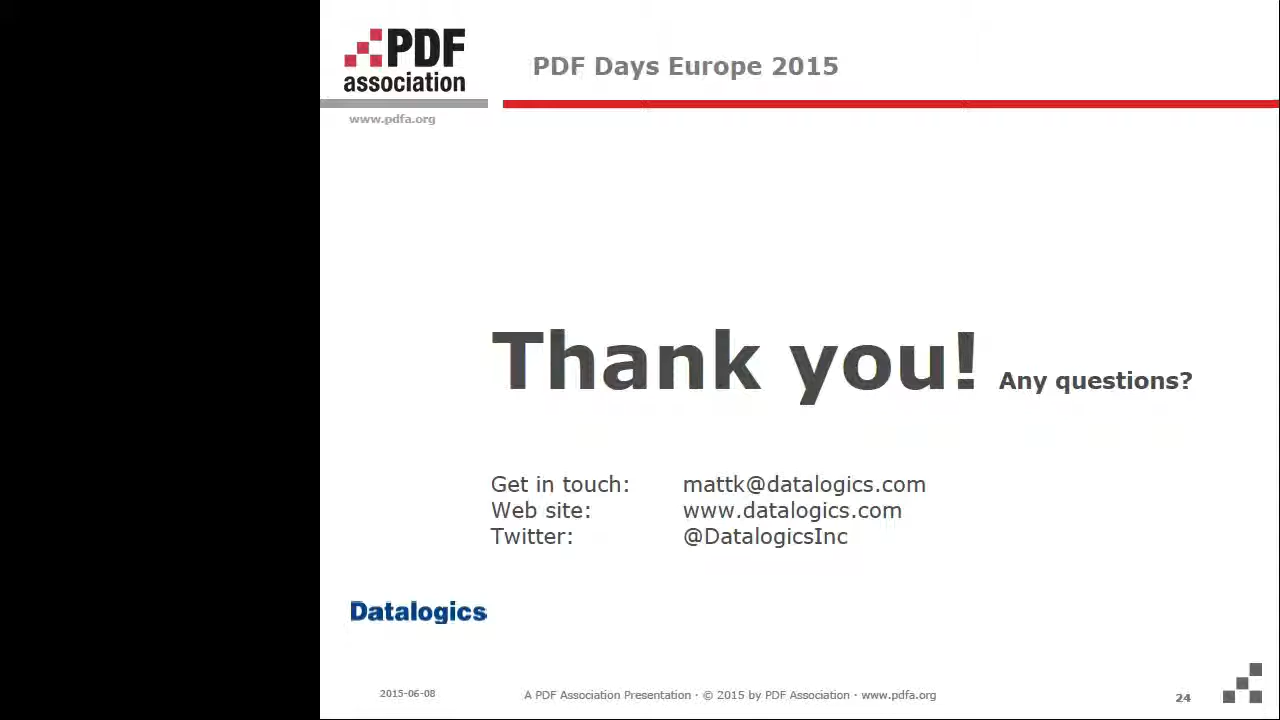 PDF
association
PDF Days Europe 2015
www.pdfa.org
Thank you! Any questions?
Get in touch: mattk@datalogics.com
Web site: www.datalogics.com
Twitter: @DatalogicsInc
Datalogics
2015-06-08
A PDF Association Presentation · © 2015 by PDF Association · www.pdfa.org
24